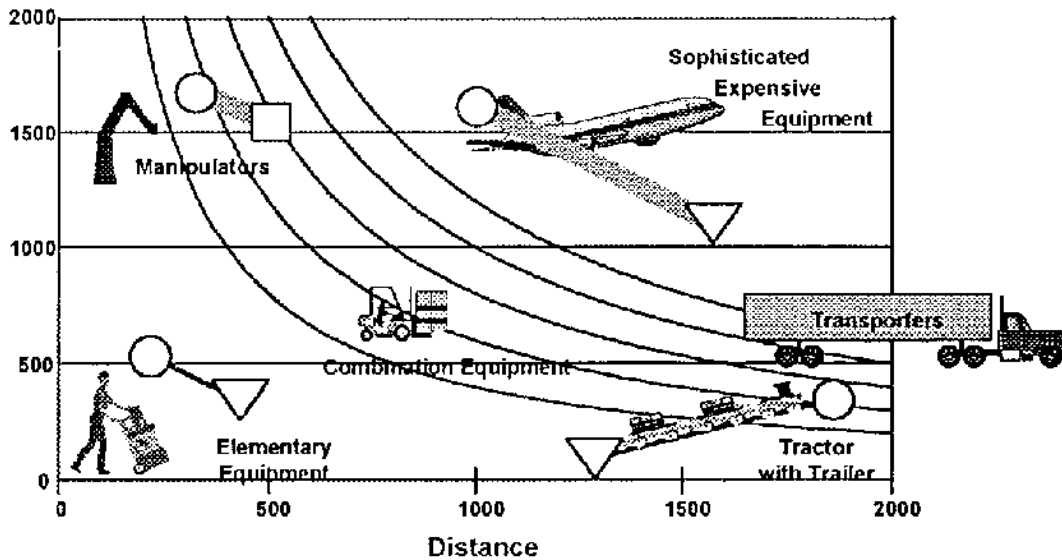 2000
Sophisticated
Expensive
Equipment
1500
Manipulators
1000
Transporters
500
Combination Equipment
Elementary
Equipment
Tractor
with Trailer
0
0
500
1000
1500
2000
Distance